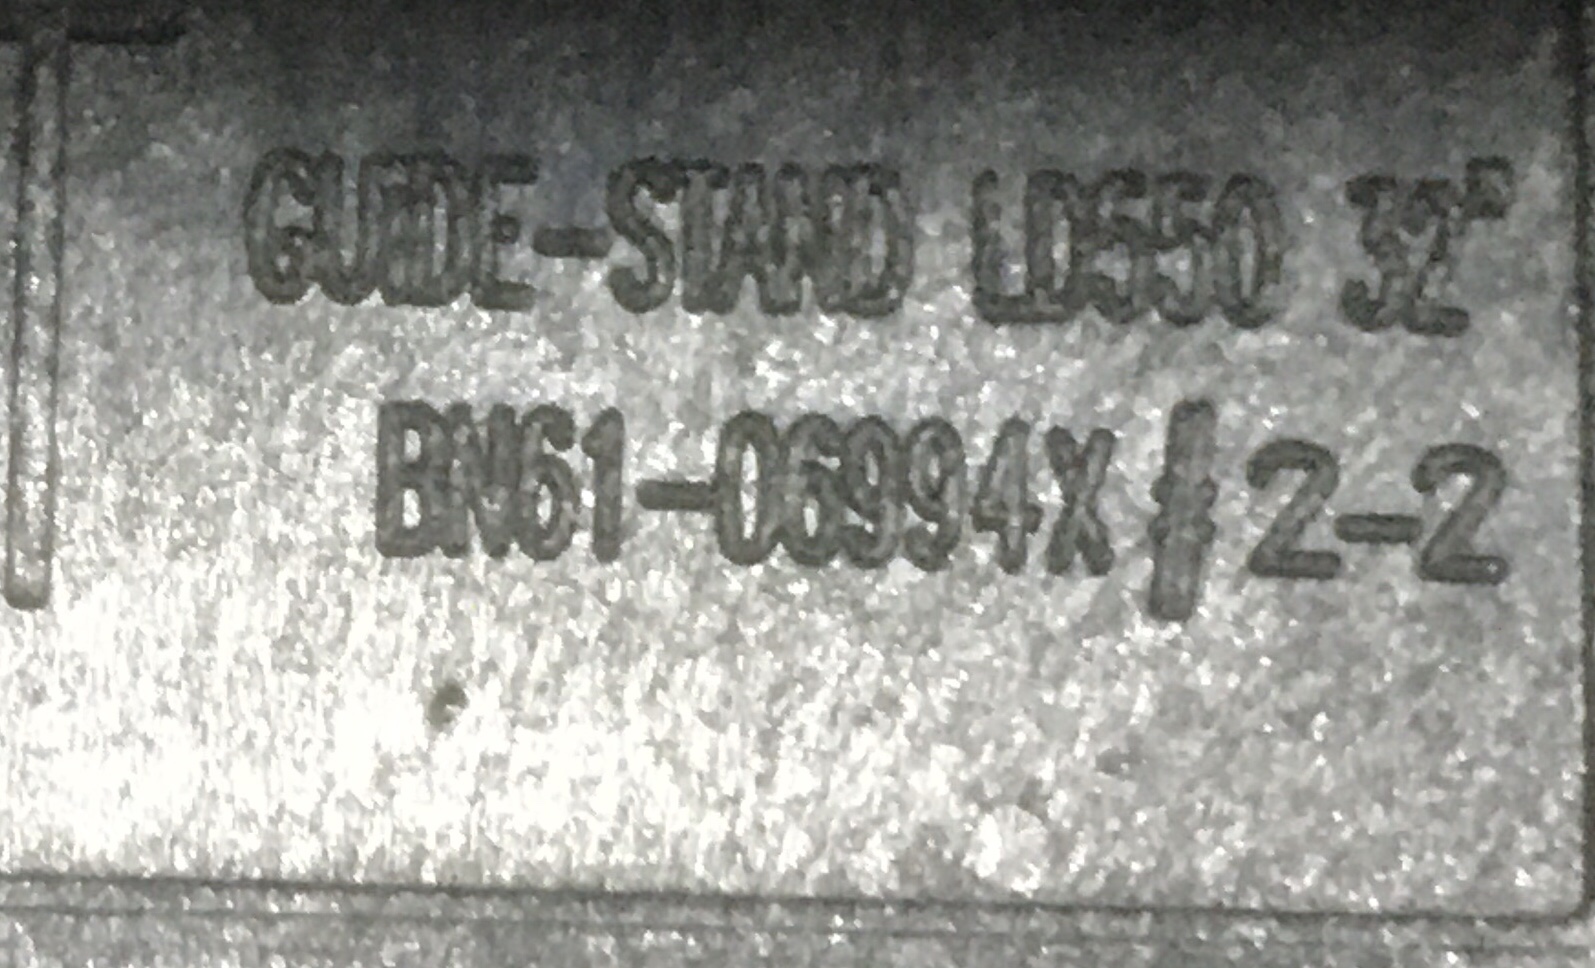 GUIDE-STAND LD550 32"
BN61-06994X 2-2